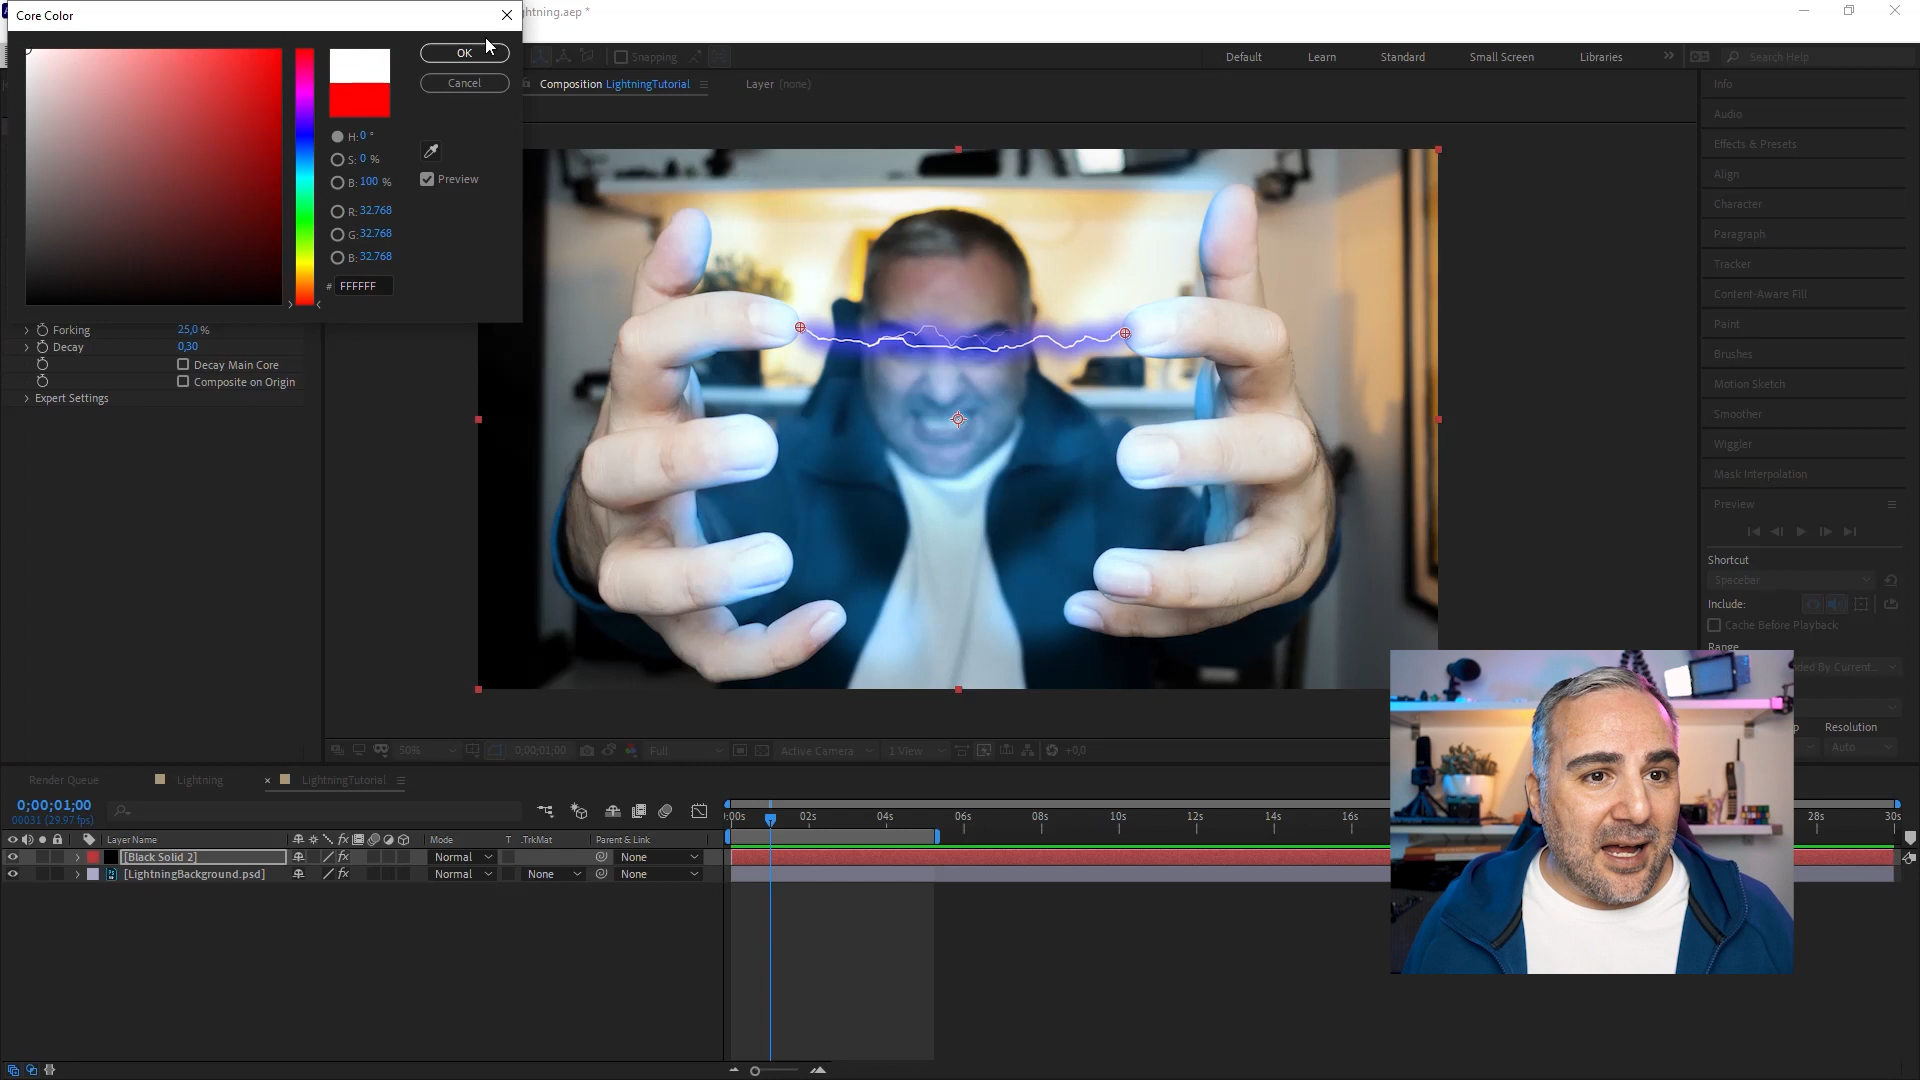 Core Color
htning.aep *
OK
Snapping
Default
Learn
Standard
Small Screen
Libraries
Search Help
Cancel
Composition LightningTutorial
Layer (none)
H: 0 °
S: 0 %
B: 100 %
Preview
R: 32.768
G: 32.768
B: 32.768
# FFFFFF
Forking 25,0 %
Decay 0,30
Decay Main Core
Composite on Origin
Expert Settings
Info
Audio
Effects & Presets
Align
Character
Paragraph
Tracker
Content-Aware Fill
Paint
Brushes
Motion Sketch
Smoother
Wiggler
Mask Interpolation
Preview
Shortcut
Spacebar
Include:
Cache Before Playback
Range
ded By Current...
p Resolution
Auto
50%
0;00;01;00
Full
Active Camera
1 View
+0,0
Render Queue
Lightning
× LightningTutorial
0;00;01;00
00031 (29.97 fps)
:00s 02s 04s 06s 08s 10s 12s 14s 16s 28s 30s
Layer Name
Mode
T .TrkMat
Parent & Link
[Black Solid 2] Normal None
[LightningBackground.psd] Normal None None